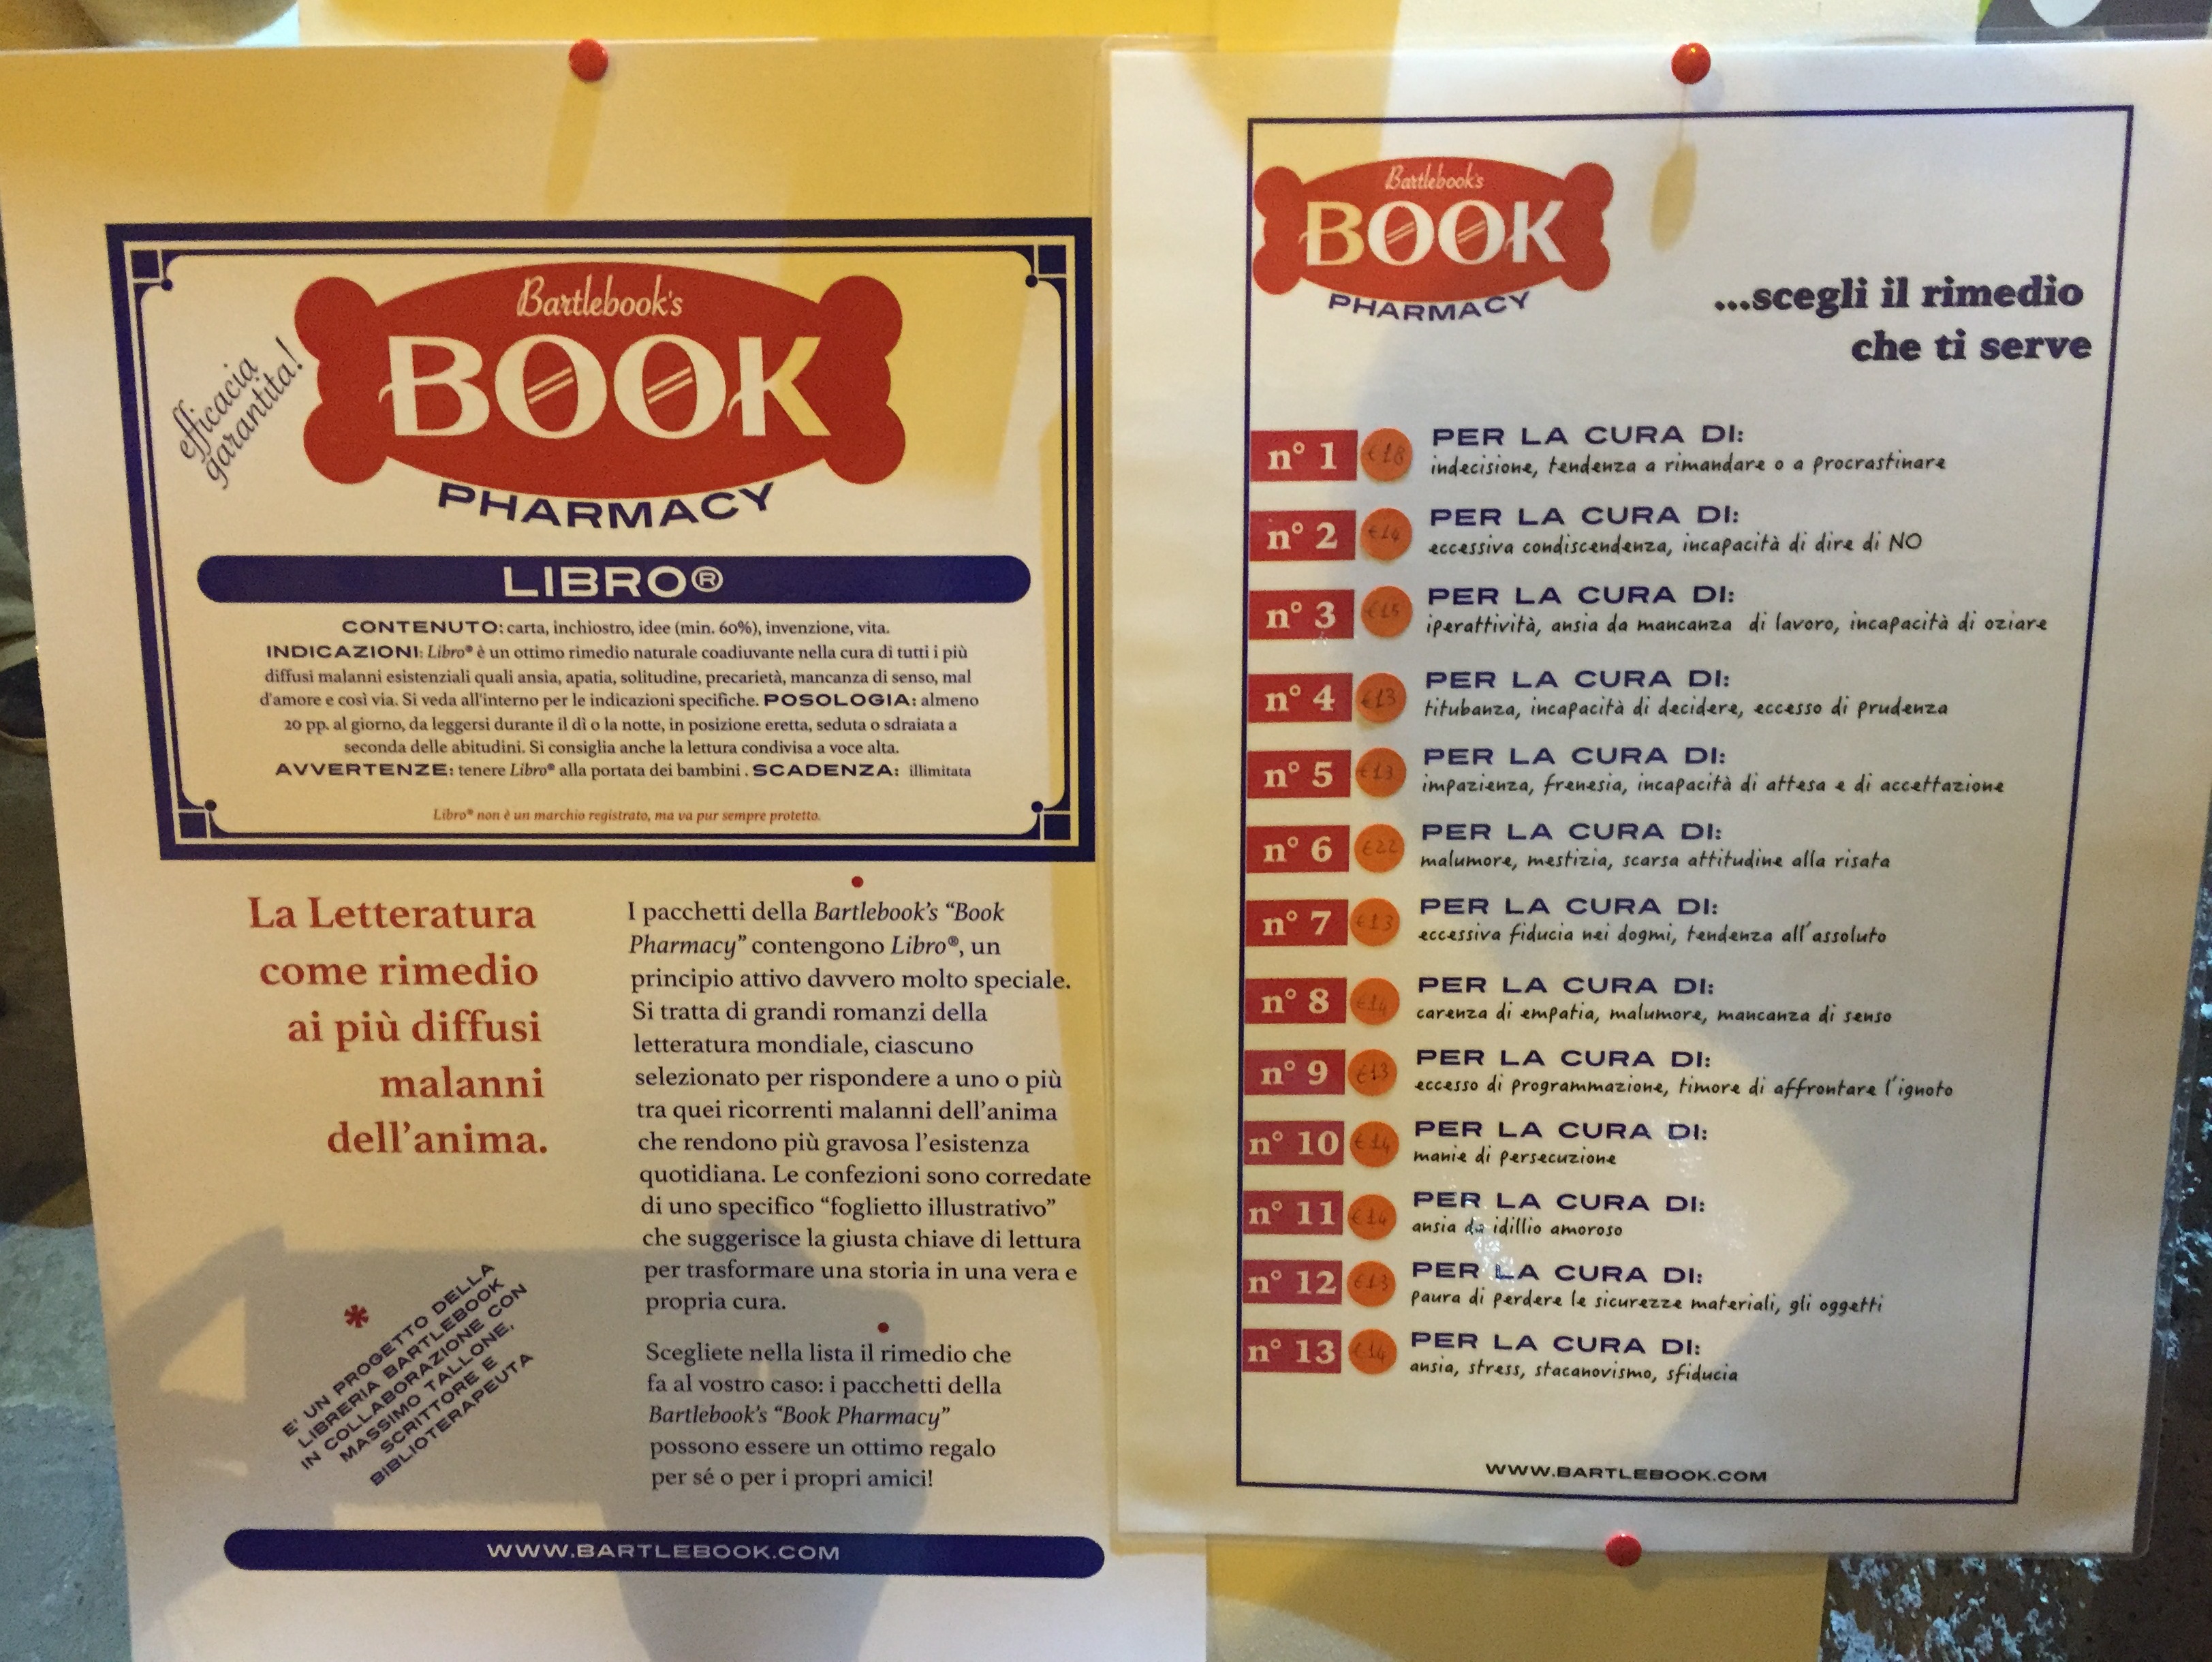 efficacia
garantita!
Bartlebook's
BOOK
PHARMACY
LIBRO®
CONTENUTO: carta, inchiostro, idee (min. 60%), invenzione, vita.
INDICAZIONI: Libro® è un ottimo rimedio naturale coadiuvante nella cura di tutti i più
diffusi malanni esistenziali quali ansia, apatia, solitudine, precarietà, mancanza di senso, mal
d'amore e così via. Si veda all'interno per le indicazioni specifiche. POSOLOGIA: almeno
20 pp. al giorno, da leggersi durante il dì o la notte, in posizione eretta, seduta o sdraiata a
seconda delle abitudini. Si consiglia anche la lettura condivisa a voce alta.
AVVERTENZE: tenere Libro® alla portata dei bambini. SCADENZA: illimitata
Libro® non è un marchio registrato, ma va pur sempre protetto.
La Letteratura
come rimedio
ai più diffusi
malanni
dell'anima.
*
E' UN PROGETTO DELLA
LIBRERIA BARTLEBOOK
IN COLLABORAZIONE CON
MASSIMO TALLONE,
SCRITTORE E
BIBLIOTERAPEUTA
I pacchetti della Bartlebook's “Book
Pharmacy” contengono Libro®, un
principio attivo davvero molto speciale.
Si tratta di grandi romanzi della
letteratura mondiale, ciascuno
selezionato per rispondere a uno o più
tra quei ricorrenti malanni dell'anima
che rendono più gravosa l'esistenza
quotidiana. Le confezioni sono corredate
di uno specifico “foglietto illustrativo”
che suggerisce la giusta chiave di lettura
per trasformare una storia in una vera e
propria cura.
Scegliete nella lista il rimedio che
fa al vostro caso: i pacchetti della
Bartlebook's “Book Pharmacy”
possono essere un ottimo regalo
per sé o per i propri amici!
WWW.BARTLEBOOK.COM
Bartlebook's
BOOK
PHARMACY
...scegli il rimedio
che ti serve
n° 1 €18 PER LA CURA DI:
indecisione, tendenza a rimandare o a procrastinare
n° 2 €14 PER LA CURA DI:
eccessiva condiscendenza, incapacità di dire di NO
n° 3 €15 PER LA CURA DI:
iperattività, ansia da mancanza di lavoro, incapacità di oziare
n° 4 €13 PER LA CURA DI:
titubanza, incapacità di decidere, eccesso di prudenza
n° 5 €13 PER LA CURA DI:
impazienza, frenesia, incapacità di attesa e di accettazione
n° 6 €22 PER LA CURA DI:
malumore, mestizia, scarsa attitudine alla risata
n° 7 €13 PER LA CURA DI:
eccessiva fiducia nei dogmi, tendenza all'assoluto
n° 8 €14 PER LA CURA DI:
carenza di empatia, malumore, mancanza di senso
n° 9 €13 PER LA CURA DI:
eccesso di programmazione, timore di affrontare l'ignoto
n° 10 €14 PER LA CURA DI:
manie di persecuzione
n° 11 €14 PER LA CURA DI:
ansia da idillio amoroso
n° 12 €13 PER LA CURA DI:
paura di perdere le sicurezze materiali, gli oggetti
n° 13 €14 PER LA CURA DI:
ansia, stress, stacanovismo, sfiducia
WWW.BARTLEBOOK.COM